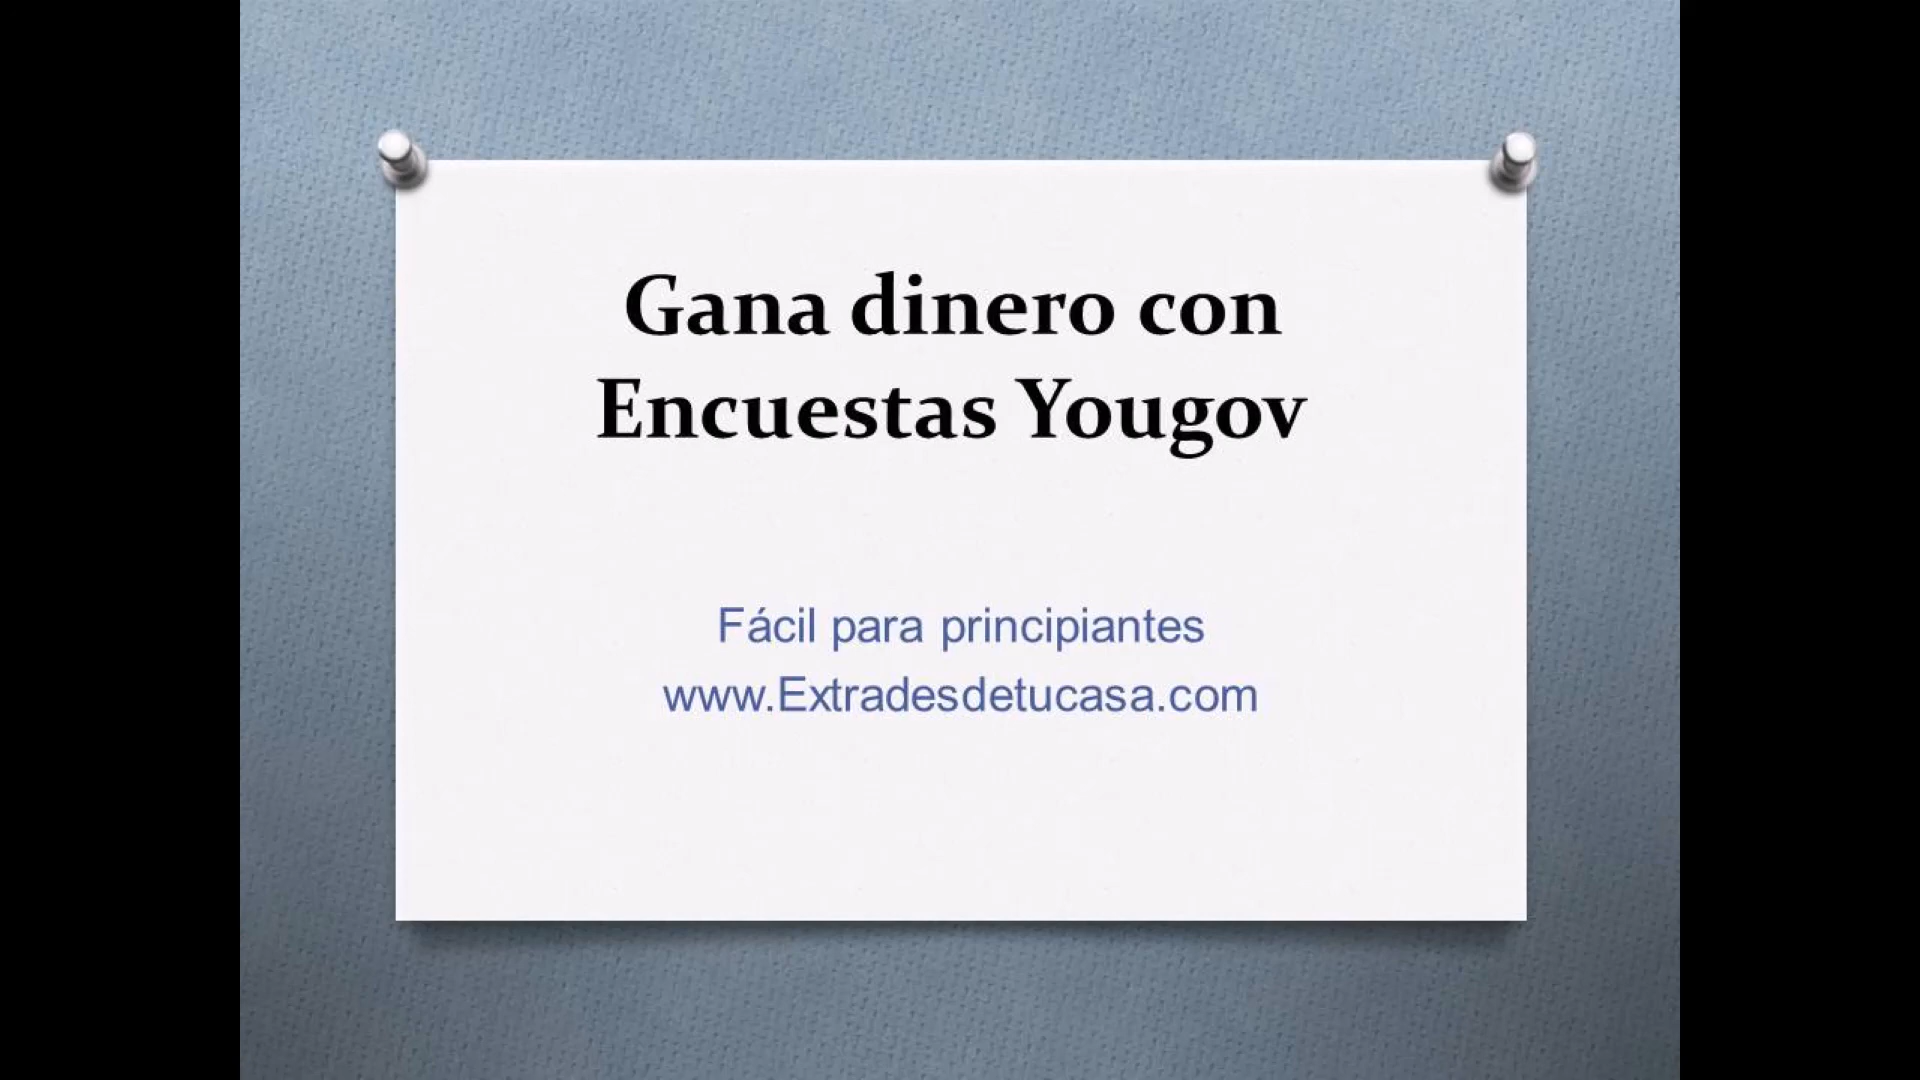 Gana dinero con
Encuestas Yougov
Fácil para principiantes
www.Extradesdetucasa.com